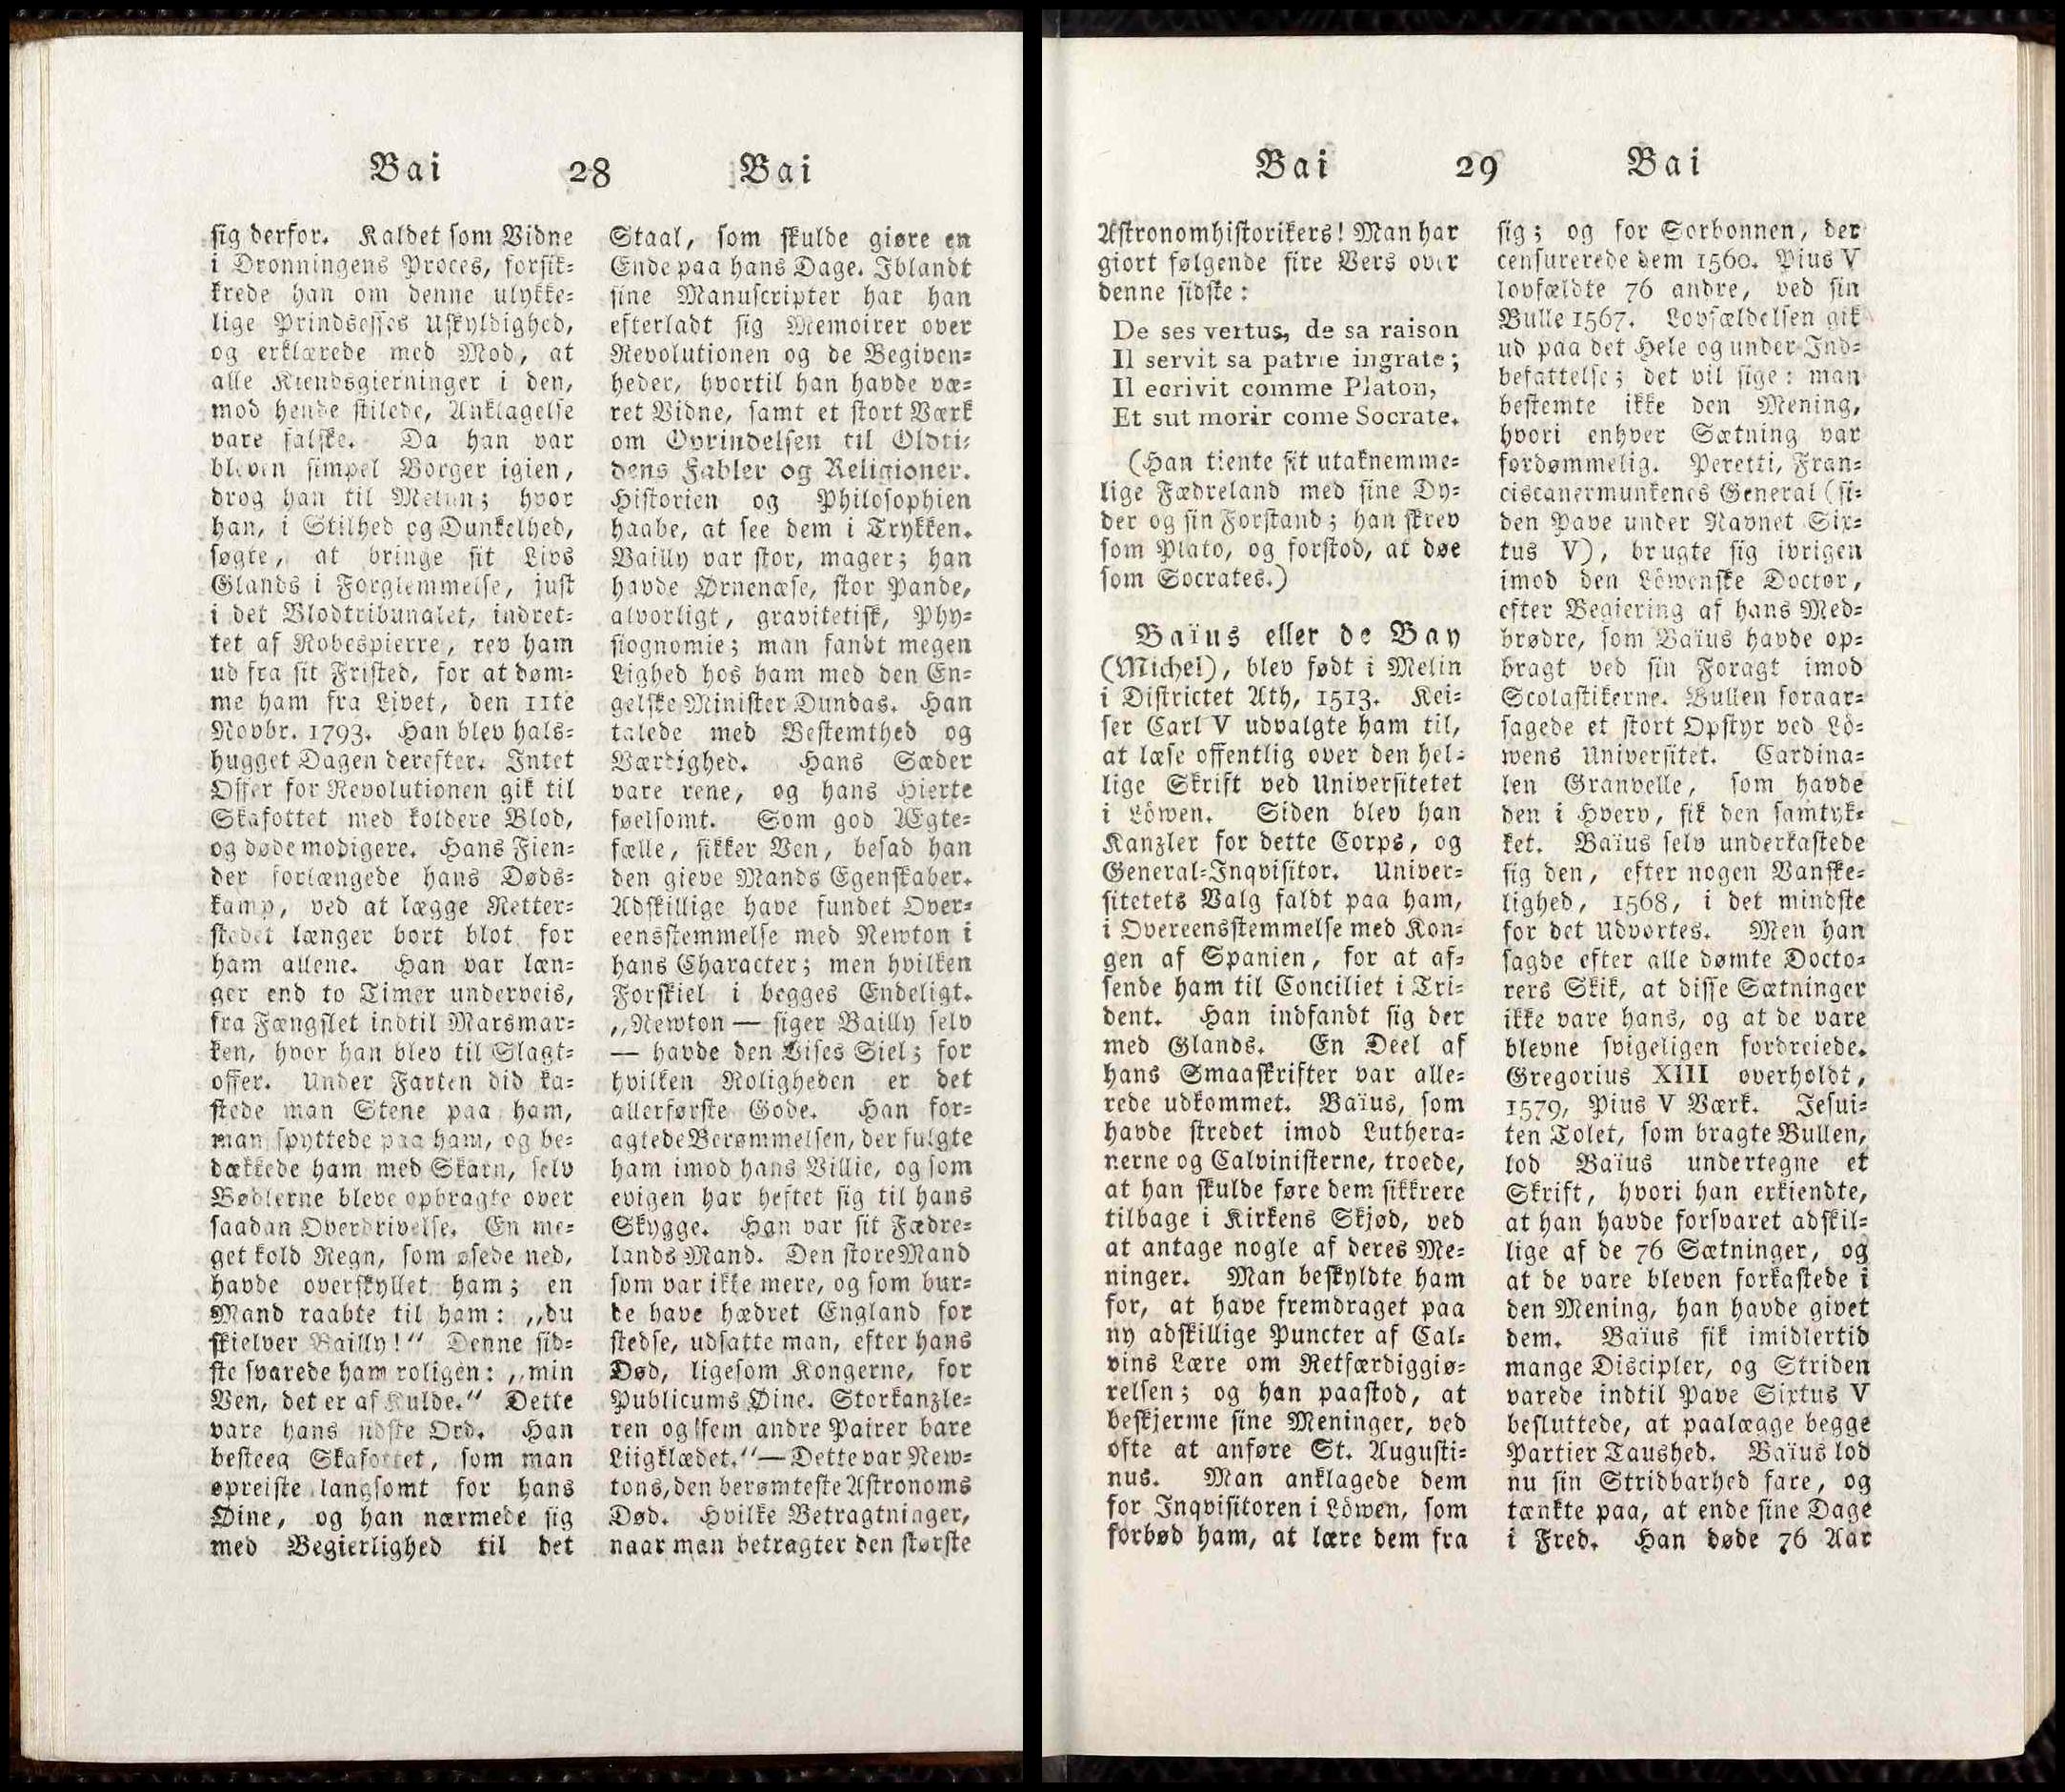 Bai 28 Bai
sig derfor. Kaldet som Vidne
i Dronningens Proces, forsik-
krede han om denne ulykke-
lige Prindsesses Uskyldighed,
og erklærede med Mod, at
alle Kiendsgierninger i den,
mod hende stilede, Anklagelse
vare falske. Da han var
bleven simpel Borger igien,
drog han til Melun; hvor
han, i Stilhed og Dunkelhed,
søgte, at bringe sit Livs
Glands i Forglemmelse, just
i det Blodtribunalet, indret-
tet af Robespierre, rev ham
ud fra sit Fristed, for at døm-
me ham fra Livet, den 11te
Novbr. 1793. Han blev hals-
hugget Dagen derefter. Intet
Offer for Revolutionen gik til
Skafottet med koldere Blod,
og døde modigere. Hans Fien-
der forlængede hans Døds-
kamp, ved at lægge Retter-
stedet længer bort blot for
ham allene. Han var læn-
ger end to Timer underveis,
fra Fængslet indtil Marsmar-
ken, hvor han blev til Slagt-
offer. Under Farten did ka-
stede man Stene paa ham,
man spyttede paa ham, og be-
dækkede ham med Skarn, selv
Bødlerne bleve opbragte over
saadan Overdrivelse. En me-
get kold Regn, som øsede ned,
havde overskyllet ham; en
Mand raabte til ham: „du
skielver Bailly!“ Denne sid-
ste svarede ham roligen: „min
Ven, det er af Kulde.“ Dette
vare hans sidste Ord. Han
besteeg Skafottet, som man
opreiste langsomt for hans
Øine, og han nærmede sig
med Begierlighed til det
Staal, som skulde giøre en
Ende paa hans Dage. Iblandt
sine Manuscripter har han
efterladt sig Memoirer over
Revolutionen og de Begiven-
heder, hvortil han havde væ-
ret Vidne, samt et stort Værk
om Oprindelsen til Oldti-
dens Fabler og Religioner.
Historien og Philosophien
haabe, at see dem i Trykken.
Bailly var stor, mager; han
havde Ørnenæse, stor Pande,
alvorligt, gravitetisk, Phy-
siognomie; man fandt megen
Lighed hos ham med den En-
gelske Minister Dundas. Han
talede med Bestemthed og
Værdighed. Hans Sæder
vare rene, og hans Hierte
føelsomt. Som god Ægte-
fælle, sikker Ven, besad han
den gieve Mands Egenskaber.
Adskillige have fundet Over-
eensstemmelse med Newton i
hans Character; men hvilken
Forskiel i begges Endeligt.
„Newton — siger Bailly selv
— havde den Vises Siel; for
hvilken Roligheden er det
allerførste Gode. Han for-
agtede Berømmelsen, der fulgte
ham imod hans Villie, og som
evigen har heftet sig til hans
Skygge. Han var sit Fædre-
lands Mand. Den store Mand
som var ikke mere, og som bur-
de have hædret England for
stedse, udsatte man, efter hans
Død, ligesom Kongerne, for
Publicums Øine. Storkanzle-
ren og fem andre Pairer bare
Liigklædet.“—Dette var New-
tons, den berømteste Astronoms
Død. Hvilke Betragtninger,
naar man betragter den største
Bai 29 Bai
Astronomhistorikers! Man har
giort følgende fire Vers over
denne sidste:
De ses vertus, de sa raison
Il servit sa patrie ingrate;
Il ecrivit comme Platon,
Et sut morir come Socrate.
(Han tiente sit utaknemme-
lige Fædreland med sine Dy-
der og sin Forstand; han skrev
som Plato, og forstod, at døe
som Socrates.)
Baïus eller de Bay
(Michel), blev født i Melin
i Districtet Ath, 1513. Kei-
ser Carl V udvalgte ham til,
at læse offentlig over den hel-
lige Skrift ved Universitetet
i Löwen. Siden blev han
Kanzler for dette Corps, og
General-Inqvisitor. Univer-
sitetets Valg faldt paa ham,
i Overeensstemmelse med Kon-
gen af Spanien, for at af-
sende ham til Conciliet i Tri-
dent. Han indfandt sig der
med Glands. En Deel af
hans Smaaskrifter var alle-
rede udkommet. Baïus, som
havde stredet imod Luthera-
nerne og Calvinisterne, troede,
at han skulde føre dem sikkrere
tilbage i Kirkens Skjød, ved
at antage nogle af deres Me-
ninger. Man beskyldte ham
for, at have fremdraget paa
ny adskillige Puncter af Cal-
vins Lære om Retfærdiggiø-
relsen; og han paastod, at
beskjerme sine Meninger, ved
ofte at anføre St. Augusti-
nus. Man anklagede dem
for Inqvisitoren i Löwen, som
forbød ham, at lære dem fra
sig; og for Sorbonnen, der
censurerede dem 1560. Pius V
lovfældte 76 andre, ved sin
Bulle 1567. Lovfældelsen gik
ud paa det Hele og under Ind-
befattelse; det vil sige: man
bestemte ikke den Mening,
hvori enhver Sætning var
fordømmelig. Peretti, Fran-
ciscanermunkenes General (si-
den Pave under Navnet Six-
tus V), brugte sig ivrigen
imod den Löwenske Doctor,
efter Begiering af hans Med-
brødre, som Baïus havde op-
bragt ved sin Foragt imod
Scolastikerne. Bullen foraar-
sagede et stort Opstyr ved Lö-
wens Universitet. Cardina-
len Granvelle, som havde
den i Hverv, fik den samtyk-
ket. Baïus selv underkastede
sig den, efter nogen Vanske-
lighed, 1568, i det mindste
for det Udvortes. Men han
sagde efter alle dømte Docto-
rers Skik, at disse Sætninger
ikke vare hans, og at de vare
blevne svigeligen fordreiede.
Gregorius XIII overholdt,
1579, Pius V Værk. Jesui-
ten Tolet, som bragte Bullen,
lod Baïus undertegne et
Skrift, hvori han erkiendte,
at han havde forsvaret adskil-
lige af de 76 Sætninger, og
at de vare bleven forkastede i
den Mening, han havde givet
dem. Baïus fik imidlertid
mange Discipler, og Striden
varede indtil Pave Sixtus V
besluttede, at paalægge begge
Partier Taushed. Baïus lod
nu sin Stridbarhed fare, og
tænkte paa, at ende sine Dage
i Fred. Han døde 76 Aar